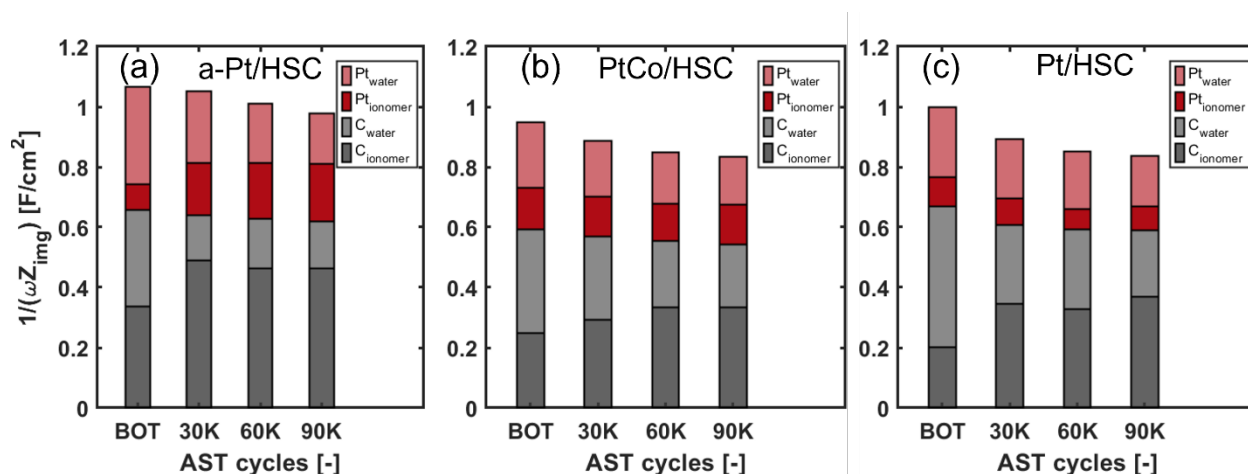 (a) a-Pt/HSC
Pt_water
Pt_ionomer
C_water
C_ionomer
1.2
1
0.8
0.6
0.4
0.2
0
1/(ωZ_img) [F/cm²]
BOT 30K 60K 90K
AST cycles [-]
(b) PtCo/HSC
Pt_water
Pt_ionomer
C_water
C_ionomer
1.2
1
0.8
0.6
0.4
0.2
0
BOT 30K 60K 90K
AST cycles [-]
(c) Pt/HSC
Pt_water
Pt_ionomer
C_water
C_ionomer
1.2
1
0.8
0.6
0.4
0.2
0
BOT 30K 60K 90K
AST cycles [-]